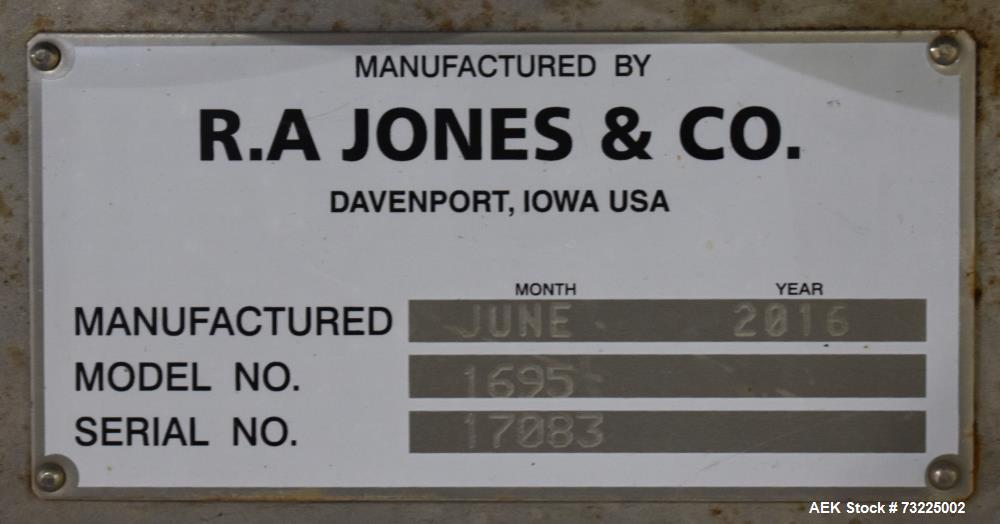 MANUFACTURED BY
R.A JONES & CO.
DAVENPORT, IOWA USA
MONTH YEAR
MANUFACTURED JUNE 2016
MODEL NO. 1695
SERIAL NO. 17083
AEK Stock # 73225002